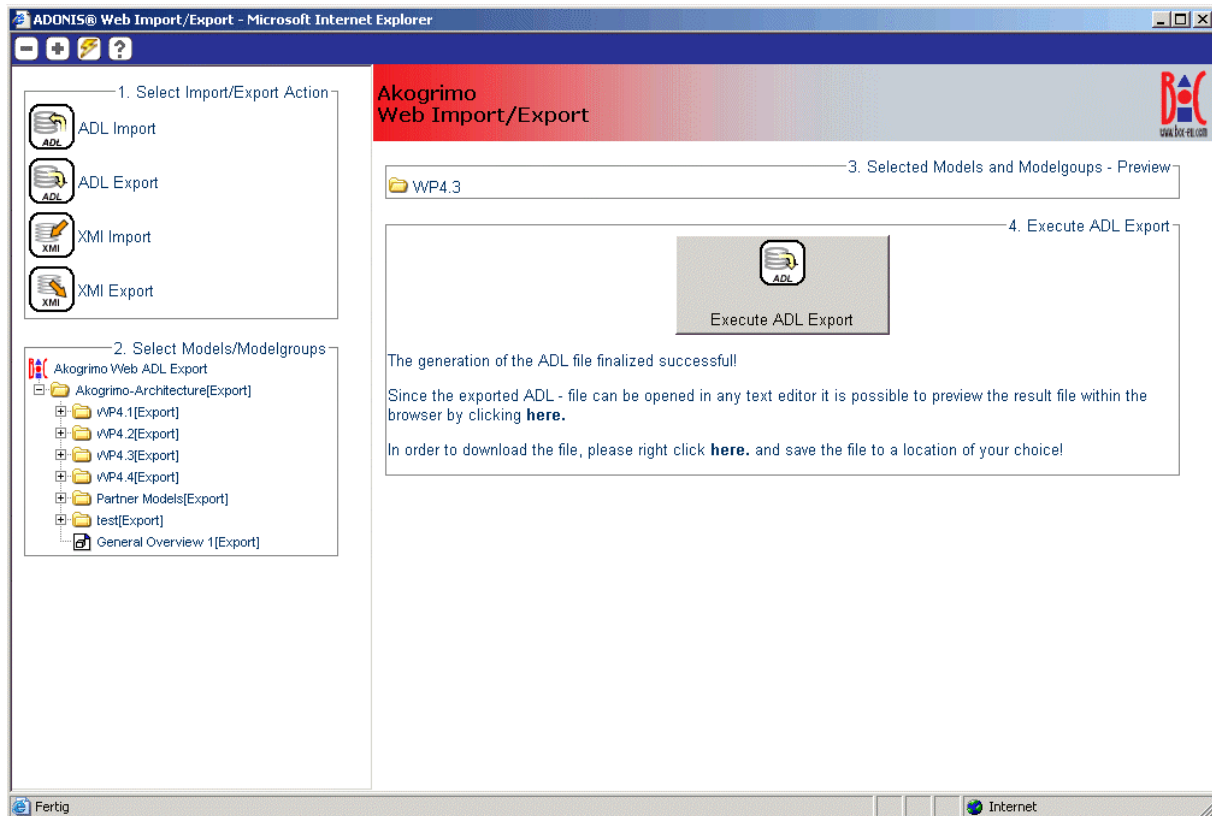 ADONIS® Web Import/Export - Microsoft Internet Explorer
1. Select Import/Export Action
ADL
ADL Import
ADL
ADL Export
XMI
XMI Import
XMI
XMI Export
2. Select Models/Modelgroups
Akogrimo Web ADL Export
Akogrimo-Architecture[Export]
WP4.1[Export]
WP4.2[Export]
WP4.3[Export]
WP4.4[Export]
Partner Models[Export]
test[Export]
General Overview 1[Export]
Akogrimo
Web Import/Export
BOC
www.boc-eu.com
3. Selected Models and Modelgoups - Preview
WP4.3
4. Execute ADL Export
ADL
Execute ADL Export
The generation of the ADL file finalized successful!
Since the exported ADL - file can be opened in any text editor it is possible to preview the result file within the
browser by clicking here.
In order to download the file, please right click here. and save the file to a location of your choice!
Fertig
Internet